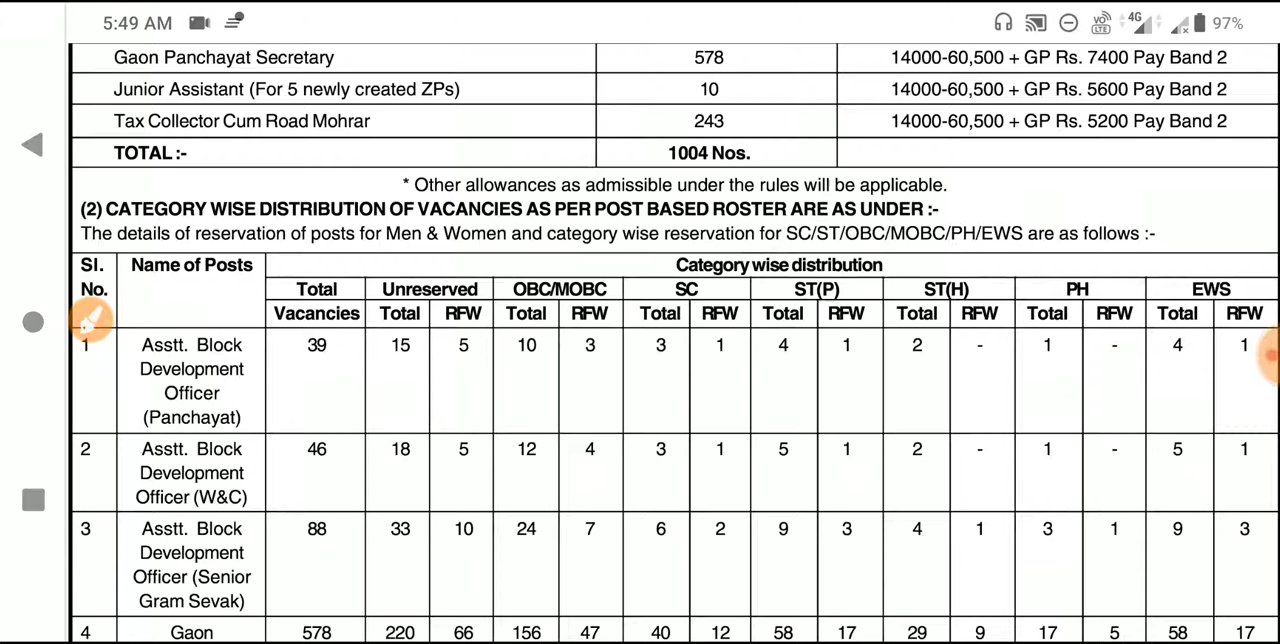 5:49 AM VoLTE 4G 97%
Gaon Panchayat Secretary 578 14000-60,500 + GP Rs. 7400 Pay Band 2
Junior Assistant (For 5 newly created ZPs) 10 14000-60,500 + GP Rs. 5600 Pay Band 2
Tax Collector Cum Road Mohrar 243 14000-60,500 + GP Rs. 5200 Pay Band 2
TOTAL :- 1004 Nos.
* Other allowances as admissible under the rules will be applicable.
(2) CATEGORY WISE DISTRIBUTION OF VACANCIES AS PER POST BASED ROSTER ARE AS UNDER :-
The details of reservation of posts for Men & Women and category wise reservation for SC/ST/OBC/MOBC/PH/EWS are as follows :-
Sl. Name of Posts Category wise distribution
No. Total Unreserved OBC/MOBC SC ST(P) ST(H) PH EWS
Vacancies Total RFW Total RFW Total RFW Total RFW Total RFW Total RFW Total RFW
1 Asstt. Block 39 15 5 10 3 3 1 4 1 2 - 1 - 4 1
Development
Officer
(Panchayat)
2 Asstt. Block 46 18 5 12 4 3 1 5 1 2 - 1 - 5 1
Development
Officer (W&C)
3 Asstt. Block 88 33 10 24 7 6 2 9 3 4 1 3 1 9 3
Development
Officer (Senior
Gram Sevak)
4 Gaon 578 220 66 156 47 40 12 58 17 29 9 17 5 58 17